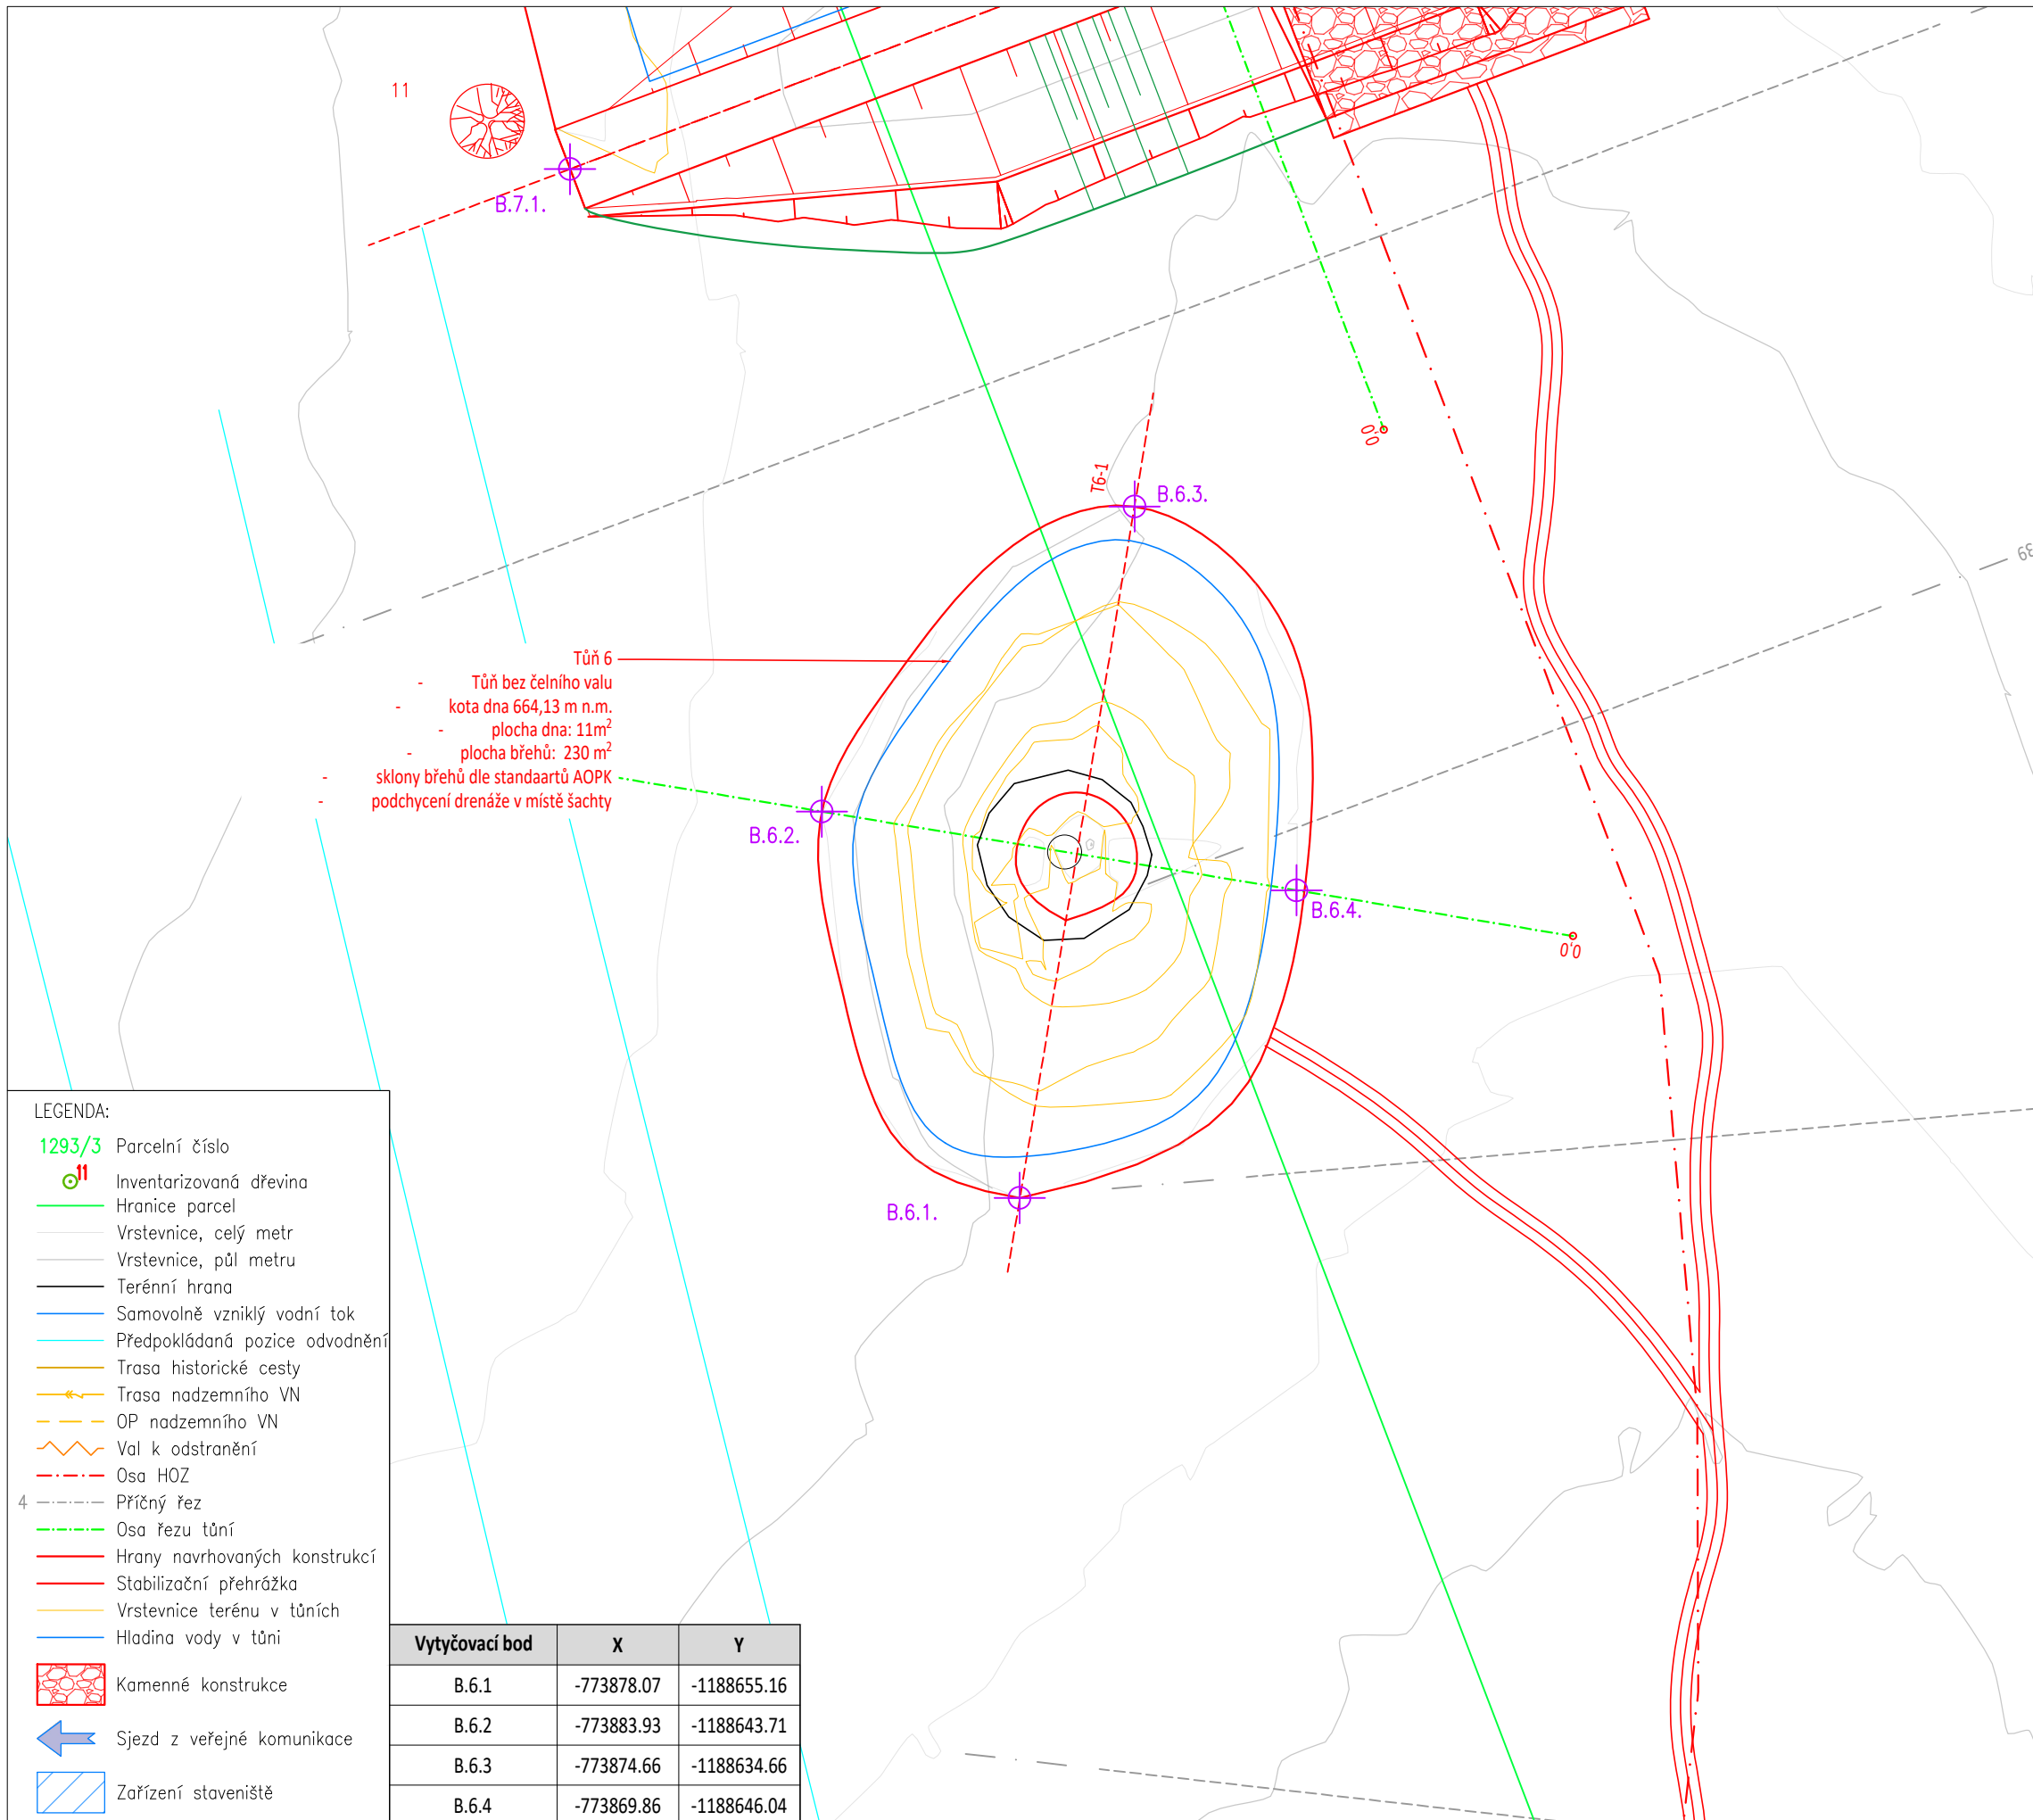 11
B.7.1.
0,0
T6-1
B.6.3.
39
Tůň 6
- Tůň bez čelního valu
- kota dna 664,13 m n.m.
- plocha dna: 11m²
- plocha břehů: 230 m²
- sklony břehů dle standaartů AOPK
- podchycení drenáže v místě šachty
B.6.2.
B.6.4.
0,0
B.6.1.
LEGENDA:
1293/3 Parcelní číslo
11 Inventarizovaná dřevina
Hranice parcel
Vrstevnice, celý metr
Vrstevnice, půl metru
Terénní hrana
Samovolně vzniklý vodní tok
Předpokládaná pozice odvodnění
Trasa historické cesty
Trasa nadzemního VN
OP nadzemního VN
Val k odstranění
Osa HOZ
4 Příčný řez
Osa řezu tůní
Hrany navrhovaných konstrukcí
Stabilizační přehrážka
Vrstevnice terénu v tůních
Hladina vody v tůni
Kamenné konstrukce
Sjezd z veřejné komunikace
Zařízení staveniště
Vytyčovací bod X Y
B.6.1 -773878.07 -1188655.16
B.6.2 -773883.93 -1188643.71
B.6.3 -773874.66 -1188634.66
B.6.4 -773869.86 -1188646.04